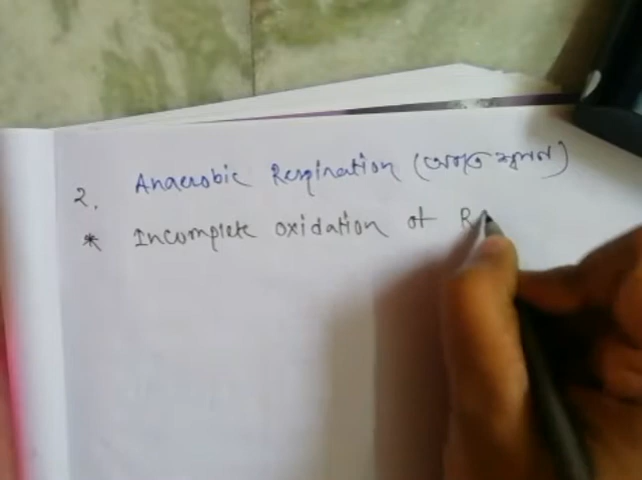 2. Anaerobic Respiration (অবাত শ্বসন)
* Incomplete oxidation of R